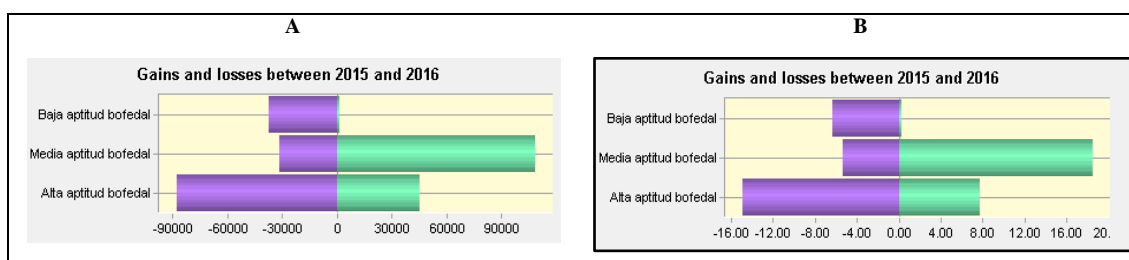 A
Gains and losses between 2015 and 2016
Baja aptitud bofedal
Media aptitud bofedal
Alta aptitud bofedal
-90000 -60000 -30000 0 30000 60000 90000
B
Gains and losses between 2015 and 2016
Baja aptitud bofedal
Media aptitud bofedal
Alta aptitud bofedal
-16.00 -12.00 -8.00 -4.00 0.00 4.00 8.00 12.00 16.00 20.